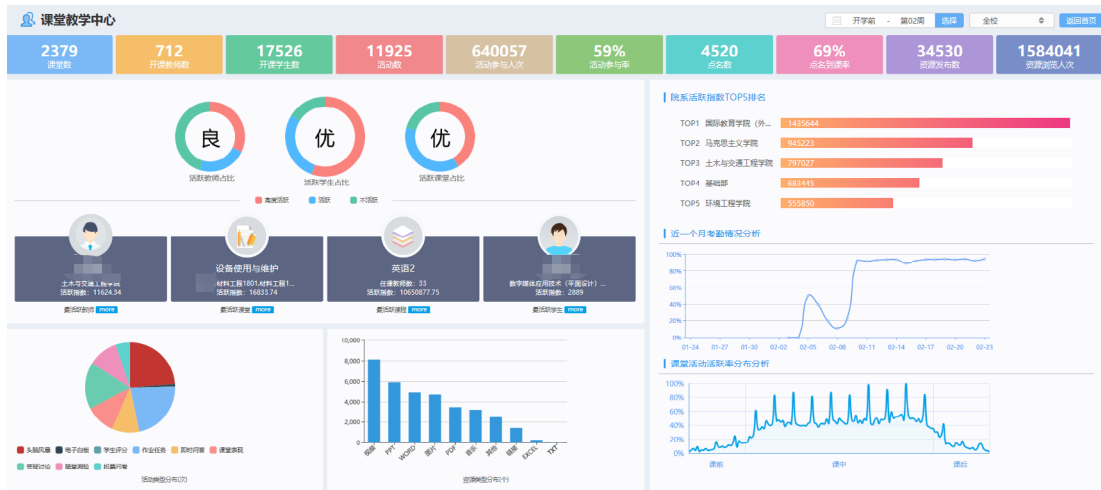 课堂教学中心
开学前 - 第02周 选择 全校 返回首页
2379 712 17526 11925 640057 59% 4520 69% 34530 1584041
课堂数 开课教师数 开课学生数 活动数 活动参与人次 活动参与率 点名数 点名到课率 资源发布数 资源浏览人次
良 优 优
活跃教师占比 活跃学生占比 活跃课堂占比
高度活跃 活跃 不活跃
土木与交通工程学院
活跃指数：11624.34
最活跃教师 more
设备使用与维护
材料工程1801,材料工程1...
活跃指数：16833.74
最活跃课堂 more
英语2
任课教师数：33
活跃指数：10650877.75
最活跃课程 more
数字媒体应用技术（平面设计）...
活跃指数：2889
最活跃学生 more
头脑风暴 电子白板 学生评分 作业任务 即时问答 课堂表现
答疑讨论 随堂测验 投票问卷
活动类型分布(次)
10,000
8,000
6,000
4,000
2,000
0
视频 PPT WORD 图片 PDF 音乐 其他 链接 EXCEL TXT
资源类型分布(个)
院系活跃指数TOP5排名
TOP1 国际教育学院（外... 1435644
TOP2 马克思主义学院 945223
TOP3 土木与交通工程学院 797027
TOP4 基础部 683445
TOP5 环境工程学院 555850
近一个月考勤情况分析
100%
80%
60%
40%
20%
0%
01-24 01-27 01-30 02-02 02-05 02-08 02-11 02-14 02-17 02-20 02-23
课堂活动活跃率分布分析
100%
80%
60%
40%
20%
0%
课前 课中 课后